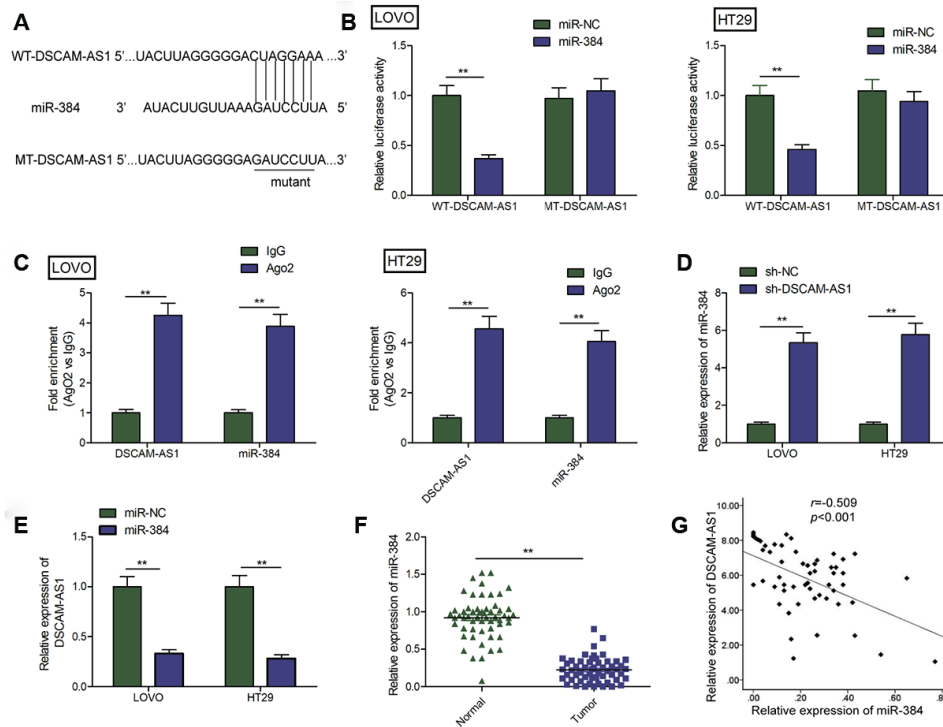 A
WT-DSCAM-AS1 5'...UACUUAGGGGGACUAGGAAA ...3'
miR-384 3' AUACUUGUUAAAGAUCCUUA 5'
MT-DSCAM-AS1 5'...UACUUAGGGGGAGAUCCUUA...3'
mutant
B
LOVO
miR-NC
miR-384
Relative luciferase activity
1.5
1.0
0.5
0.0
WT-DSCAM-AS1 MT-DSCAM-AS1
**
HT29
miR-NC
miR-384
Relative luciferase activity
1.5
1.0
0.5
0.0
WT-DSCAM-AS1 MT-DSCAM-AS1
**
C
LOVO
IgG
Ago2
Fold enrichment
(AgO2 vs IgG)
5
4
3
2
1
0
DSCAM-AS1 miR-384
**
**
HT29
IgG
Ago2
Fold enrichment
(AgO2 vs IgG)
6
4
2
0
DSCAM-AS1 miR-384
**
**
D
sh-NC
sh-DSCAM-AS1
Relative expression of miR-384
8
6
4
2
0
LOVO HT29
**
**
E
miR-NC
miR-384
Relative expression of
DSCAM-AS1
1.5
1.0
0.5
0.0
LOVO HT29
**
**
F
Relative expression of miR-384
2.0
1.5
1.0
0.5
0.0
Normal Tumor
**
G
r=-0.509
p<0.001
Relative expression of DSCAM-AS1
10.00
8.00
6.00
4.00
2.00
.00
.00 .20 .40 .60 .80
Relative expression of miR-384